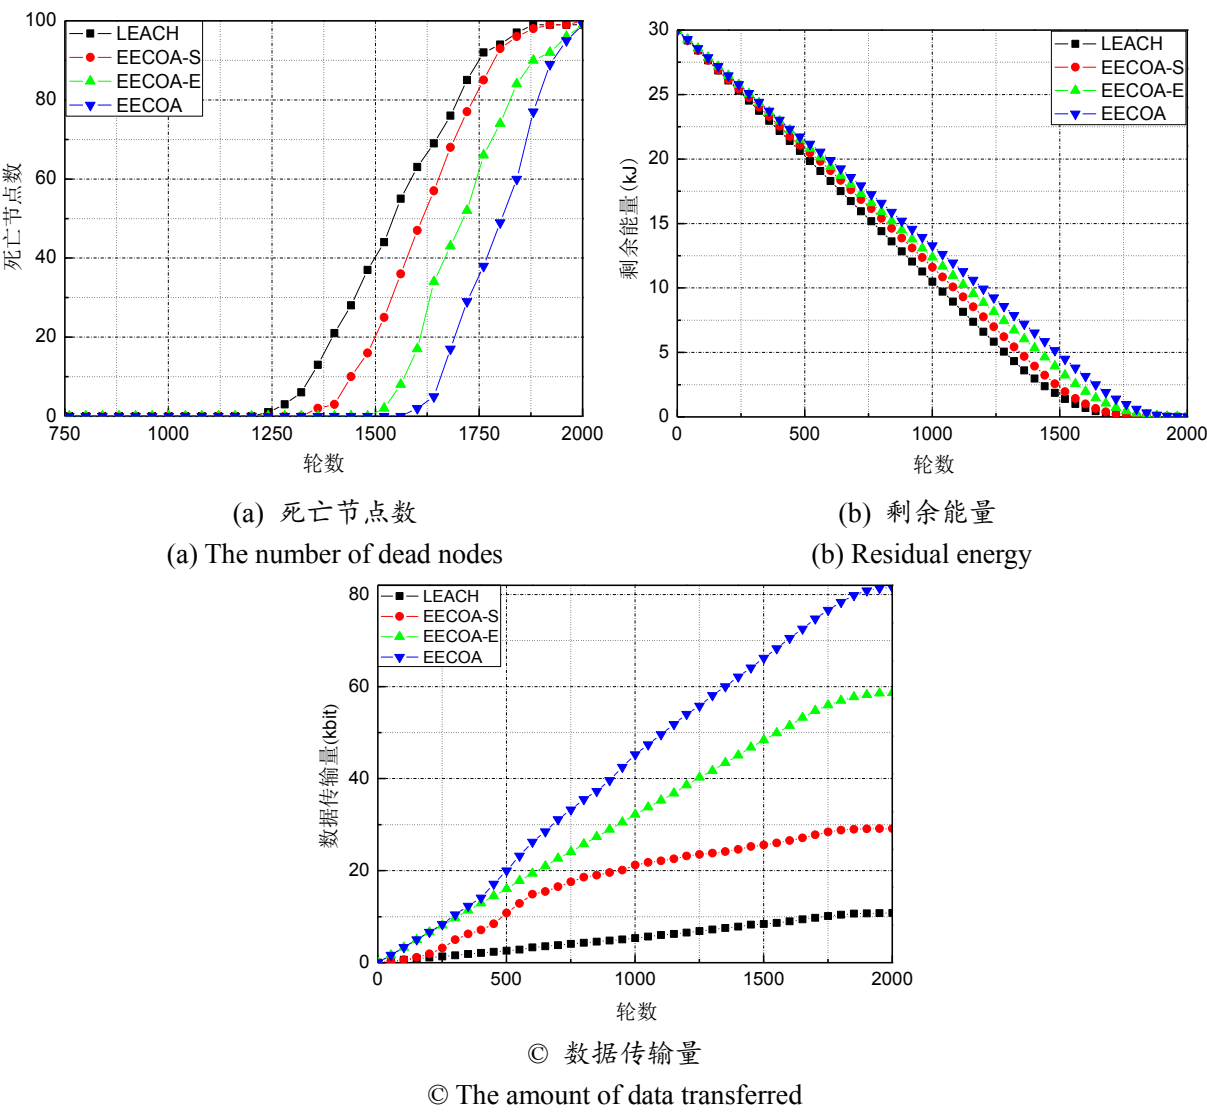 100
80
60
40
20
0
死亡节点数
LEACH
EECOA-S
EECOA-E
EECOA
750 1000 1250 1500 1750 2000
轮数
30
25
20
15
10
5
0
剩余能量(kJ)
LEACH
EECOA-S
EECOA-E
EECOA
0 500 1000 1500 2000
轮数
(a) 死亡节点数
(b) 剩余能量
(a) The number of dead nodes
(b) Residual energy
80
60
40
20
0
数据传输量(kbit)
LEACH
EECOA-S
EECOA-E
EECOA
0 500 1000 1500 2000
轮数
© 数据传输量
© The amount of data transferred